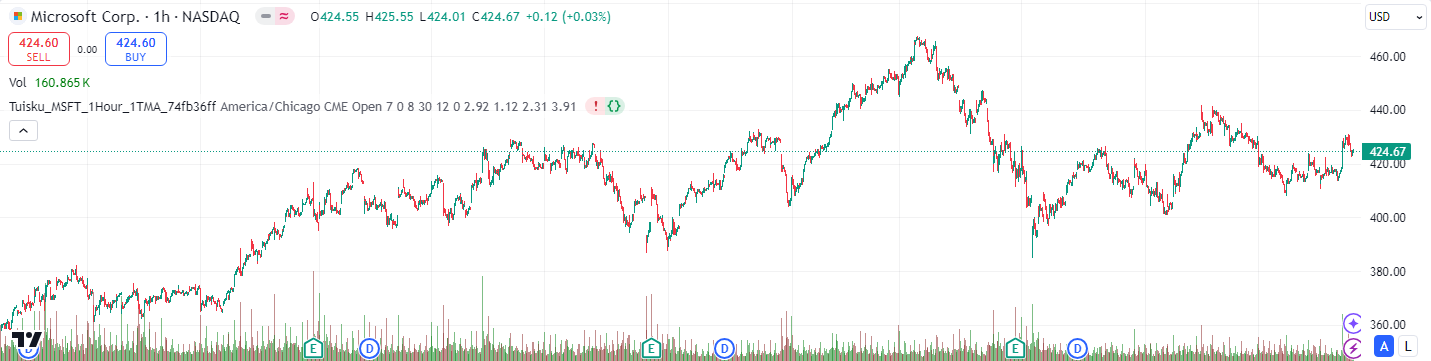 Microsoft Corp. · 1h · NASDAQ O424.55 H425.55 L424.01 C424.67 +0.12 (+0.03%)
USD
424.60 SELL
0.00
424.60 BUY
Vol 160.865 K
Tuisku_MSFT_1Hour_1TMA_74fb36ff America/Chicago CME Open 7 0 8 30 12 0 2.92 1.12 2.31 3.91 ! {}
460.00
440.00
424.67
420.00
400.00
380.00
360.00
D E D E D E D
A L